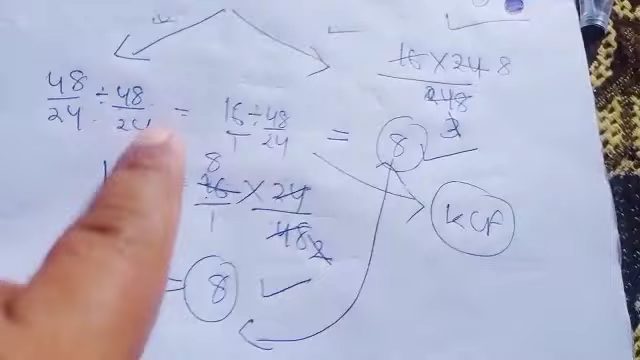 16 × 24 8
248
3
48/24 ÷ 48/24 = 16/1 ÷ 48/24 = 8
KCF
8
= 16/1 × 24/48 2
= 8